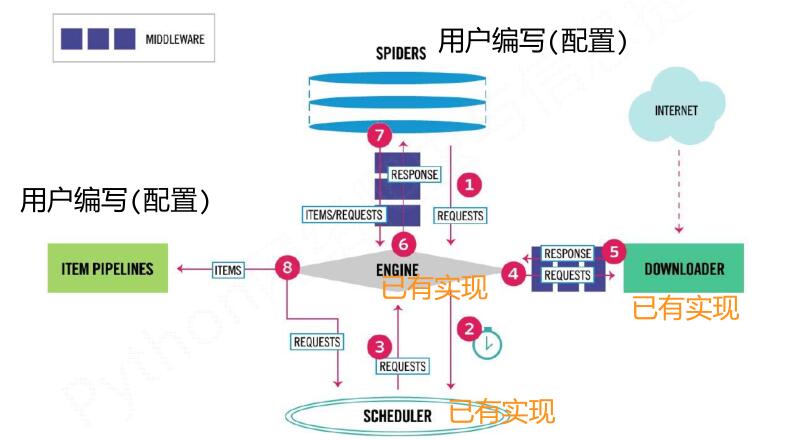 MIDDLEWARE
SPIDERS
用户编写(配置)
INTERNET
7
RESPONSE
1
ITEMS/REQUESTS
REQUESTS
用户编写(配置)
6
ITEM PIPELINES
ITEMS
8
ENGINE
已有实现
4
RESPONSE
5
REQUESTS
DOWNLOADER
已有实现
REQUESTS
3
REQUESTS
2
SCHEDULER
已有实现